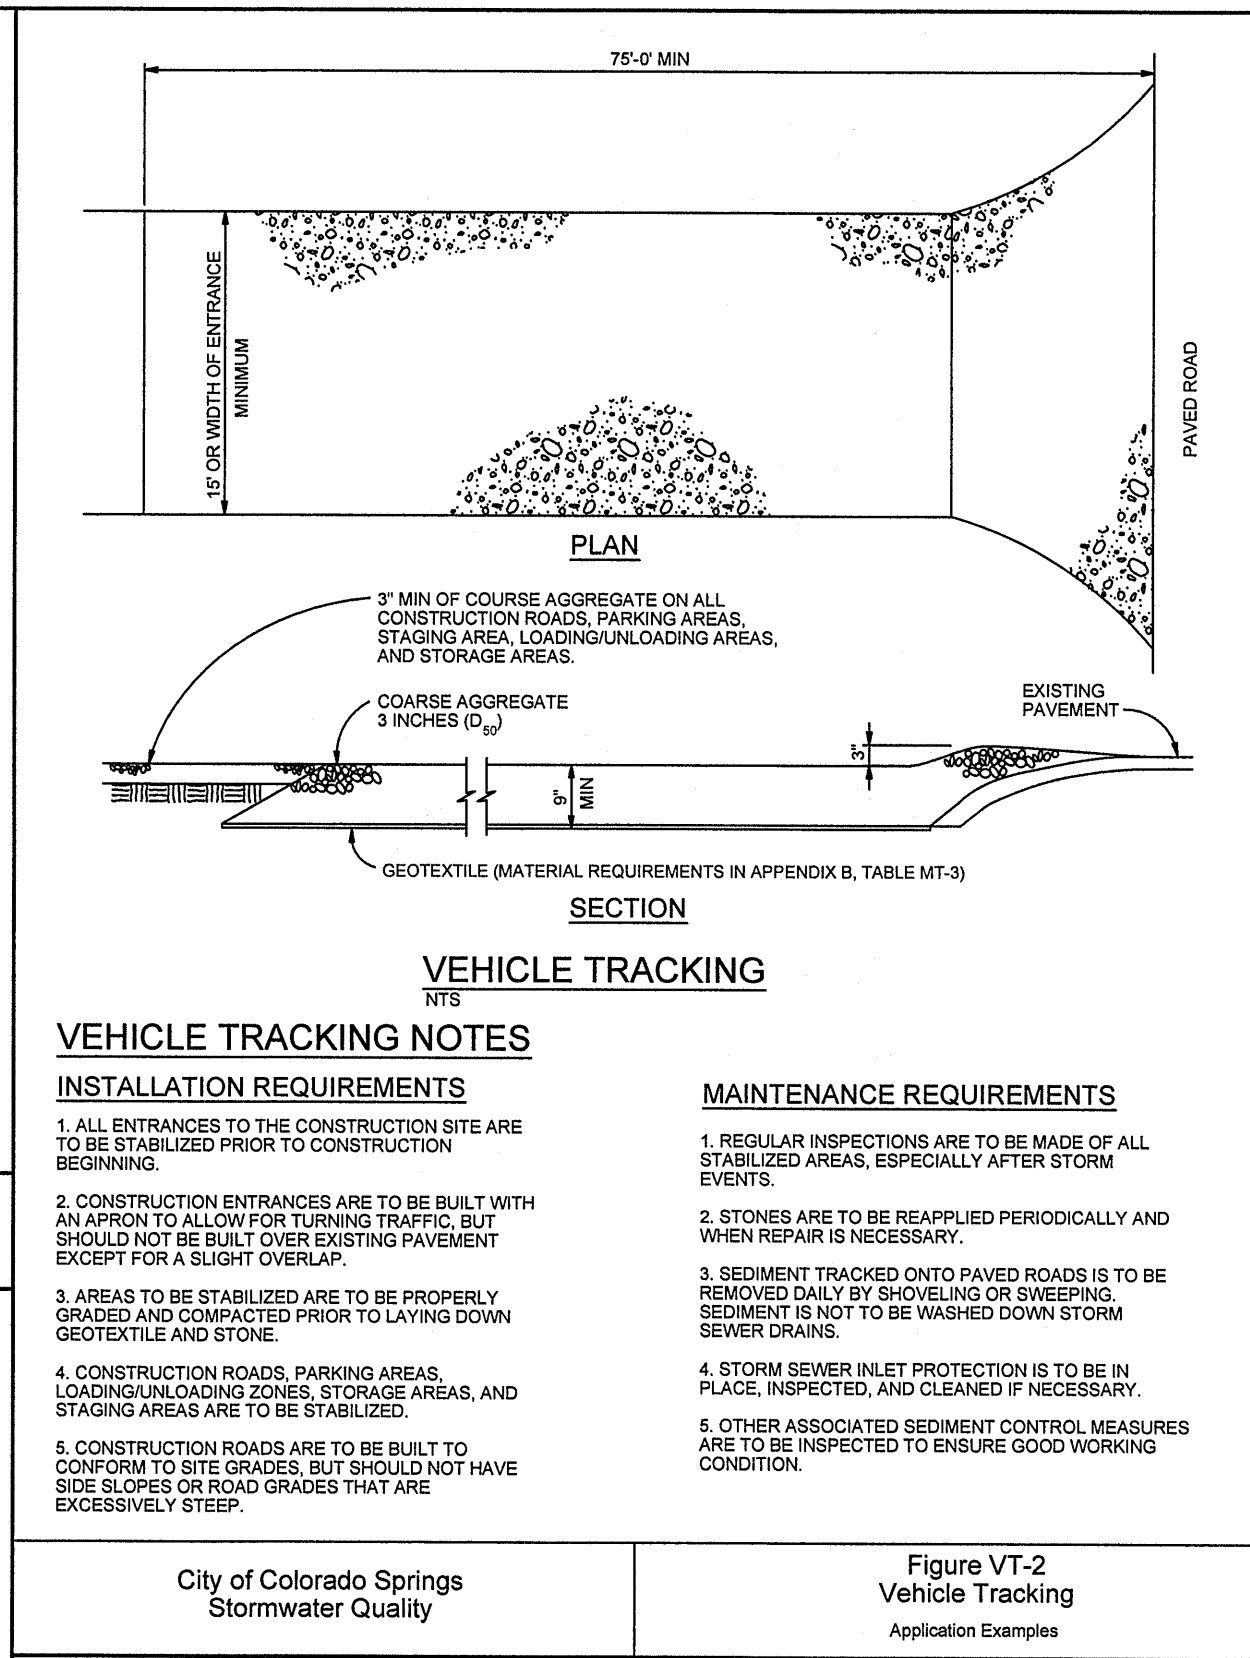 75'-0' MIN
15' OR WIDTH OF ENTRANCE
MINIMUM
PAVED ROAD
PLAN
3" MIN OF COURSE AGGREGATE ON ALL
CONSTRUCTION ROADS, PARKING AREAS,
STAGING AREA, LOADING/UNLOADING AREAS,
AND STORAGE AREAS.
COARSE AGGREGATE
3 INCHES (D50)
EXISTING
PAVEMENT
3"
9"
MIN
GEOTEXTILE (MATERIAL REQUIREMENTS IN APPENDIX B, TABLE MT-3)
SECTION
VEHICLE TRACKING
NTS
VEHICLE TRACKING NOTES
INSTALLATION REQUIREMENTS
1. ALL ENTRANCES TO THE CONSTRUCTION SITE ARE
TO BE STABILIZED PRIOR TO CONSTRUCTION
BEGINNING.
2. CONSTRUCTION ENTRANCES ARE TO BE BUILT WITH
AN APRON TO ALLOW FOR TURNING TRAFFIC, BUT
SHOULD NOT BE BUILT OVER EXISTING PAVEMENT
EXCEPT FOR A SLIGHT OVERLAP.
3. AREAS TO BE STABILIZED ARE TO BE PROPERLY
GRADED AND COMPACTED PRIOR TO LAYING DOWN
GEOTEXTILE AND STONE.
4. CONSTRUCTION ROADS, PARKING AREAS,
LOADING/UNLOADING ZONES, STORAGE AREAS, AND
STAGING AREAS ARE TO BE STABILIZED.
5. CONSTRUCTION ROADS ARE TO BE BUILT TO
CONFORM TO SITE GRADES, BUT SHOULD NOT HAVE
SIDE SLOPES OR ROAD GRADES THAT ARE
EXCESSIVELY STEEP.
MAINTENANCE REQUIREMENTS
1. REGULAR INSPECTIONS ARE TO BE MADE OF ALL
STABILIZED AREAS, ESPECIALLY AFTER STORM
EVENTS.
2. STONES ARE TO BE REAPPLIED PERIODICALLY AND
WHEN REPAIR IS NECESSARY.
3. SEDIMENT TRACKED ONTO PAVED ROADS IS TO BE
REMOVED DAILY BY SHOVELING OR SWEEPING.
SEDIMENT IS NOT TO BE WASHED DOWN STORM
SEWER DRAINS.
4. STORM SEWER INLET PROTECTION IS TO BE IN
PLACE, INSPECTED, AND CLEANED IF NECESSARY.
5. OTHER ASSOCIATED SEDIMENT CONTROL MEASURES
ARE TO BE INSPECTED TO ENSURE GOOD WORKING
CONDITION.
City of Colorado Springs
Stormwater Quality
Figure VT-2
Vehicle Tracking
Application Examples